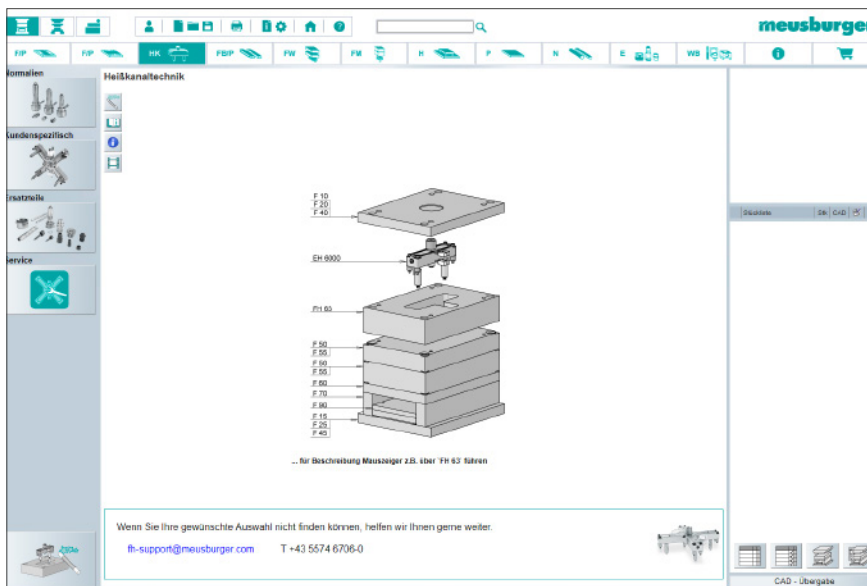 meusburger
F/P
F/P
HK
FB/P
FW
FM
H
P
N
E
WB
Normalien
Kundenspezifisch
Ersatzteile
Service
Heißkanaltechnik
F 10
F 20
F 40
EH 6000
FH 63
F 50
F 55
F 50
F 55
F 60
F 70
F 90
F 15
F 25
F 45
... für Beschreibung Mauszeiger z.B. über 'FH 63' führen
Wenn Sie Ihre gewünschte Auswahl nicht finden können, helfen wir Ihnen gerne weiter.
fh-support@meusburger.com T +43 5574 6706-0
Stückliste Stk CAD
CAD - Übergabe